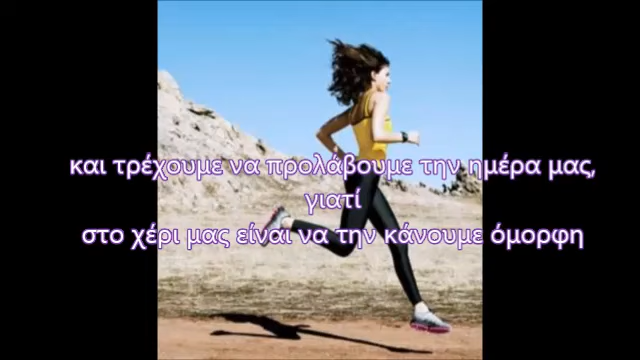 και τρέχουμε να προλάβουμε την ημέρα μας,
γιατί
στο χέρι μας είναι να την κάνουμε όμορφη